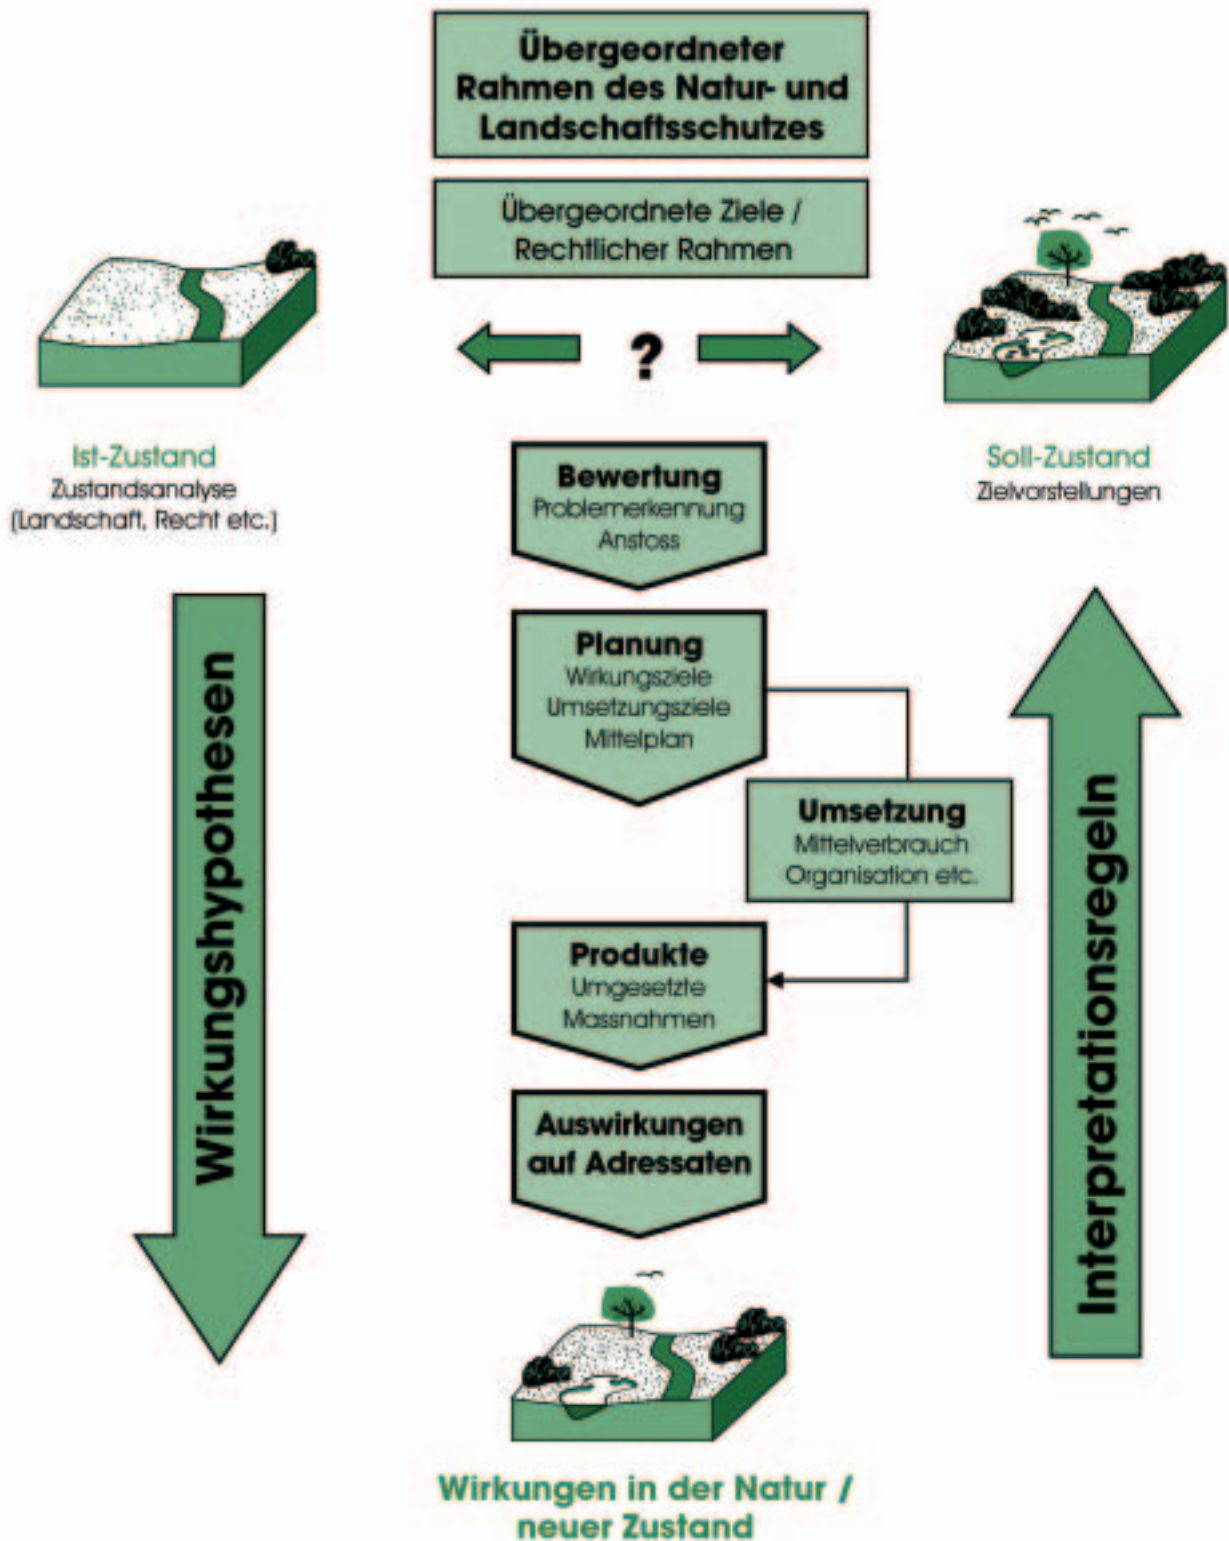 Übergeordneter
Rahmen des Natur- und
Landschaftsschutzes
Übergeordnete Ziele /
Rechtlicher Rahmen
?
Ist-Zustand
Zustandsanalyse
(Landschaft, Recht etc.)
Soll-Zustand
Zielvorstellungen
Bewertung
Problemerkennung
Anstoss
Planung
Wirkungsziele
Umsetzungsziele
Mittelplan
Umsetzung
Mittelverbrauch
Organisation etc.
Produkte
Umgesetzte
Massnahmen
Auswirkungen
auf Adressaten
Wirkungshypothesen
Interpretationsregeln
Wirkungen in der Natur /
neuer Zustand